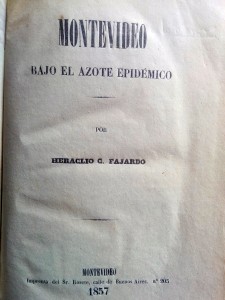 MONTEVIDEO
BAJO EL AZOTE EPIDÉMICO
POR
HERACLIO C. FAJARDO
MONTEVIDEO
Imprenta del Sr. Rosete, calle de Buenos Aires, nº 205
1857